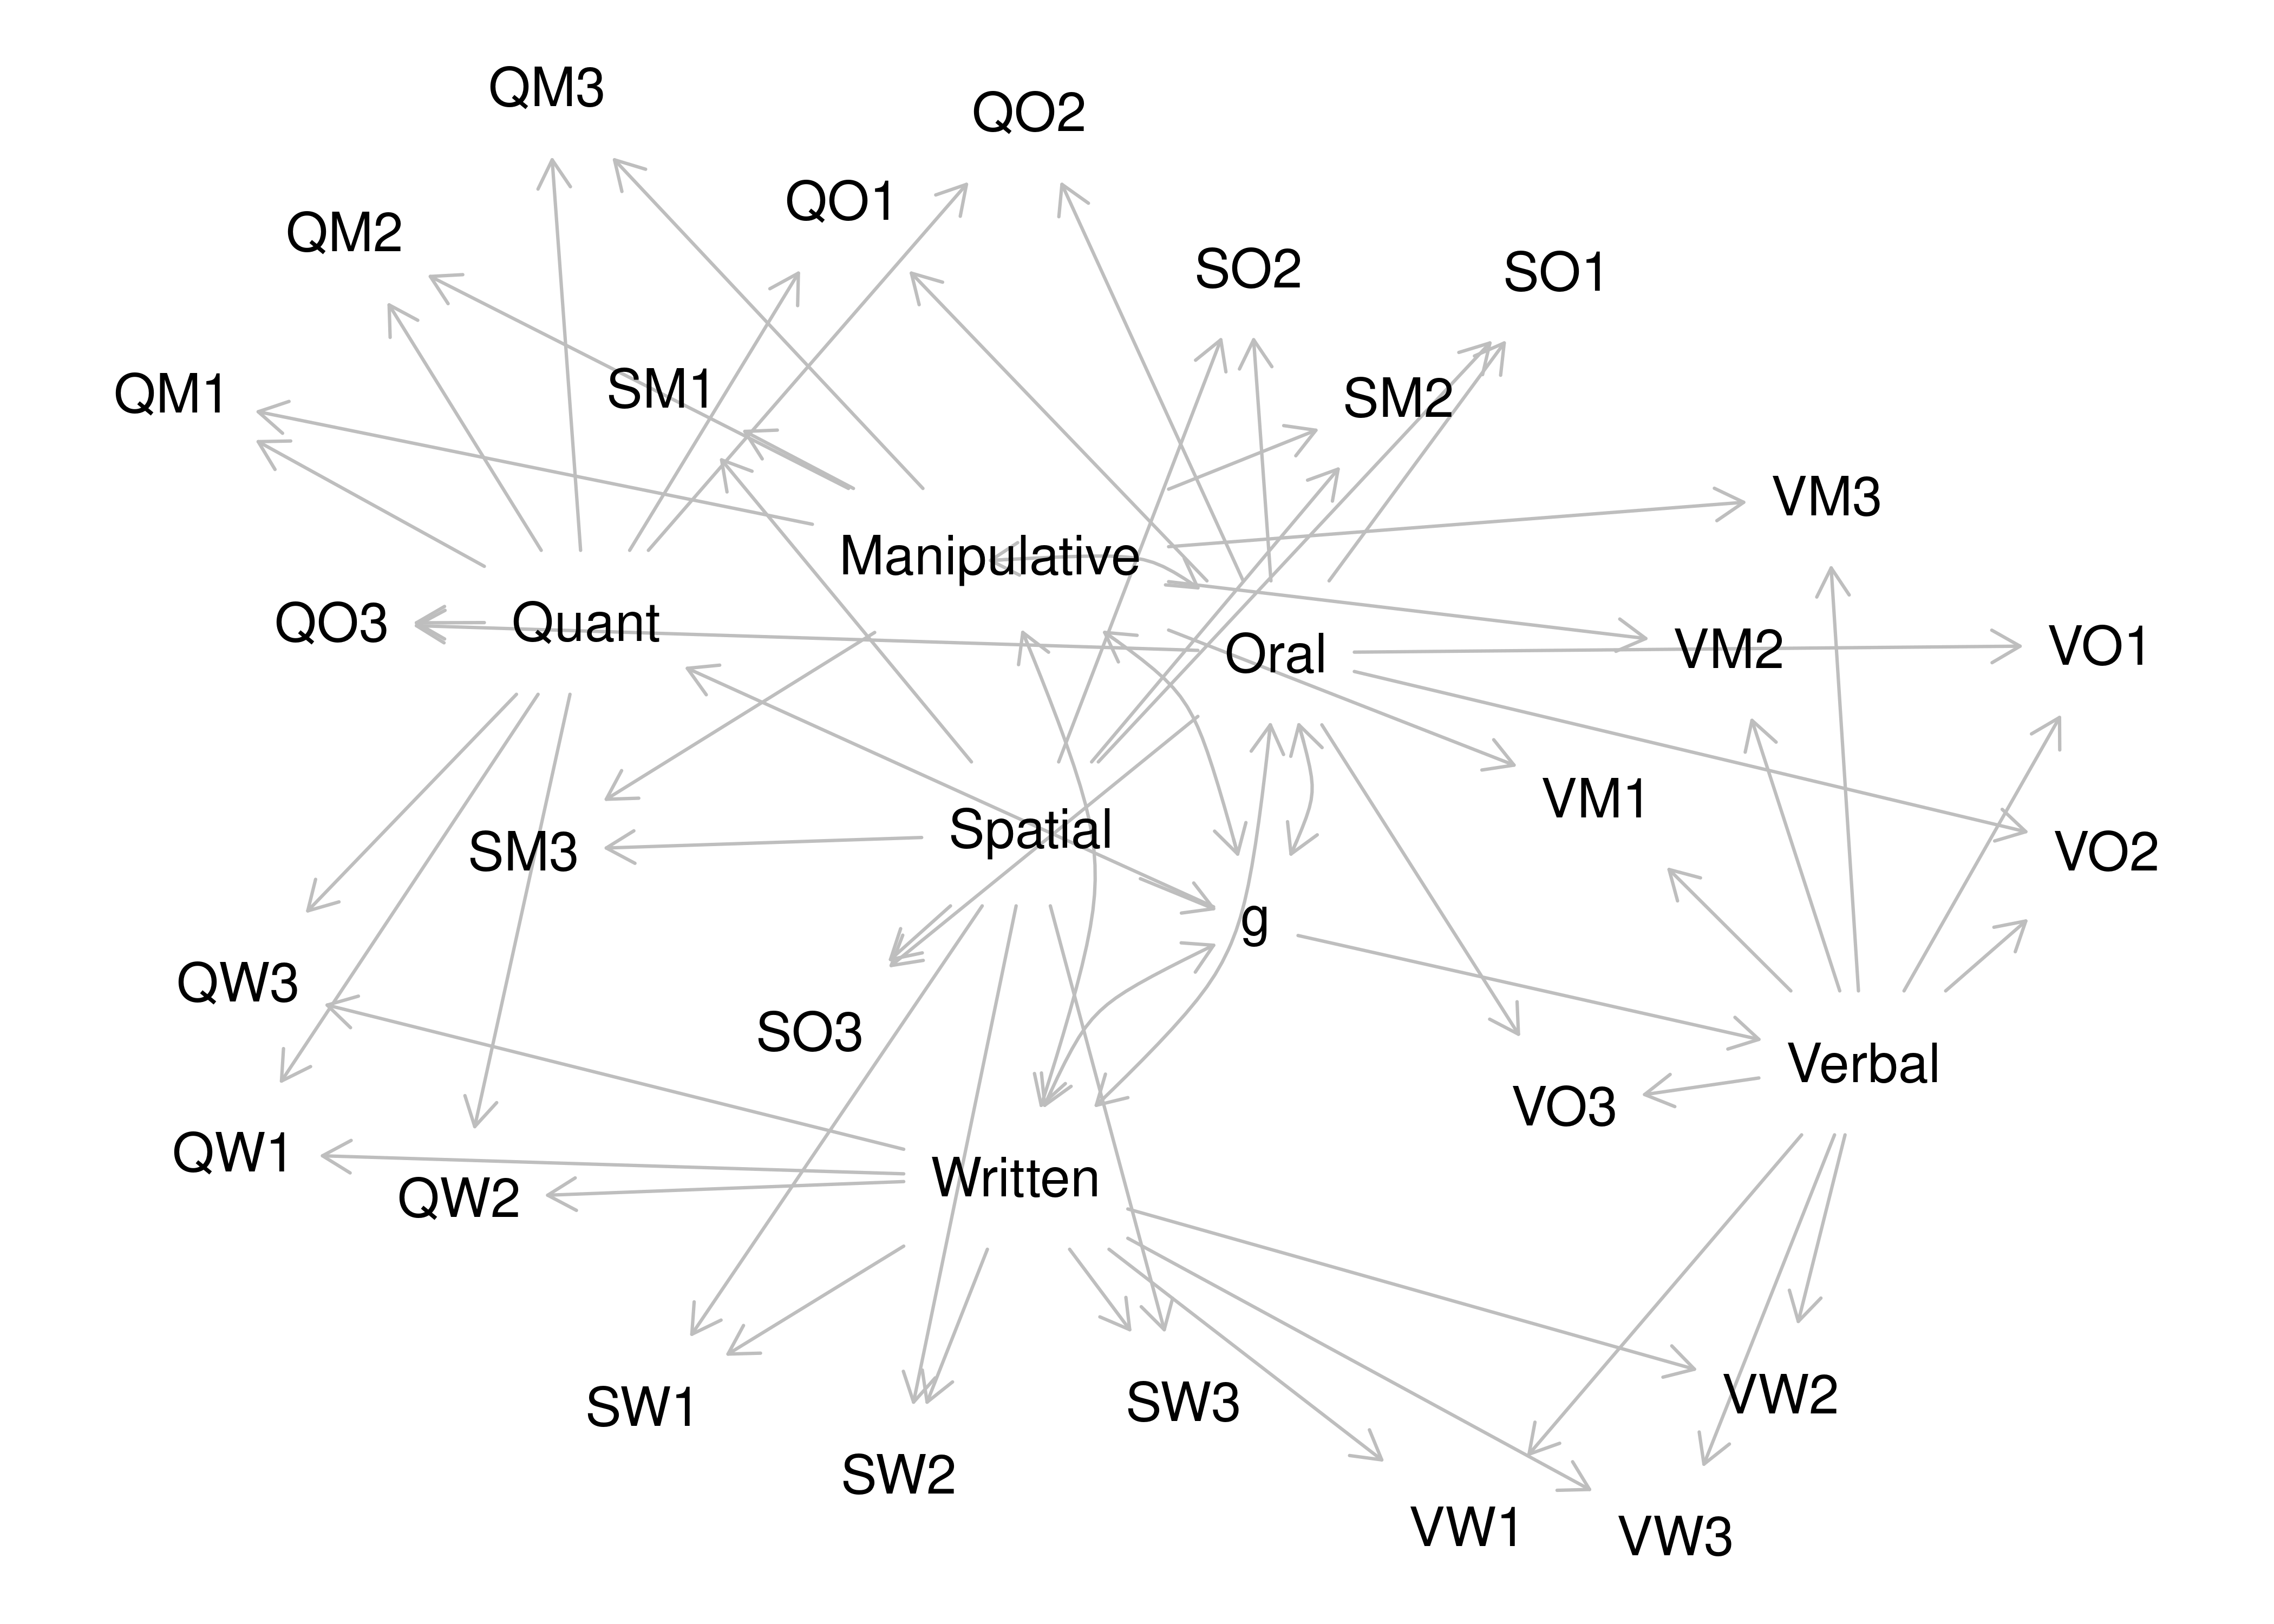 QM3
QO2
QO1
QM2
SO2
SO1
SM1
QM1
SM2
VM3
Manipulative
QO3
Quant
Oral
VM2
VO1
VM1
Spatial
SM3
VO2
g
QW3
SO3
Verbal
VO3
QW1
Written
QW2
VW2
SW3
SW1
SW2
VW1
VW3